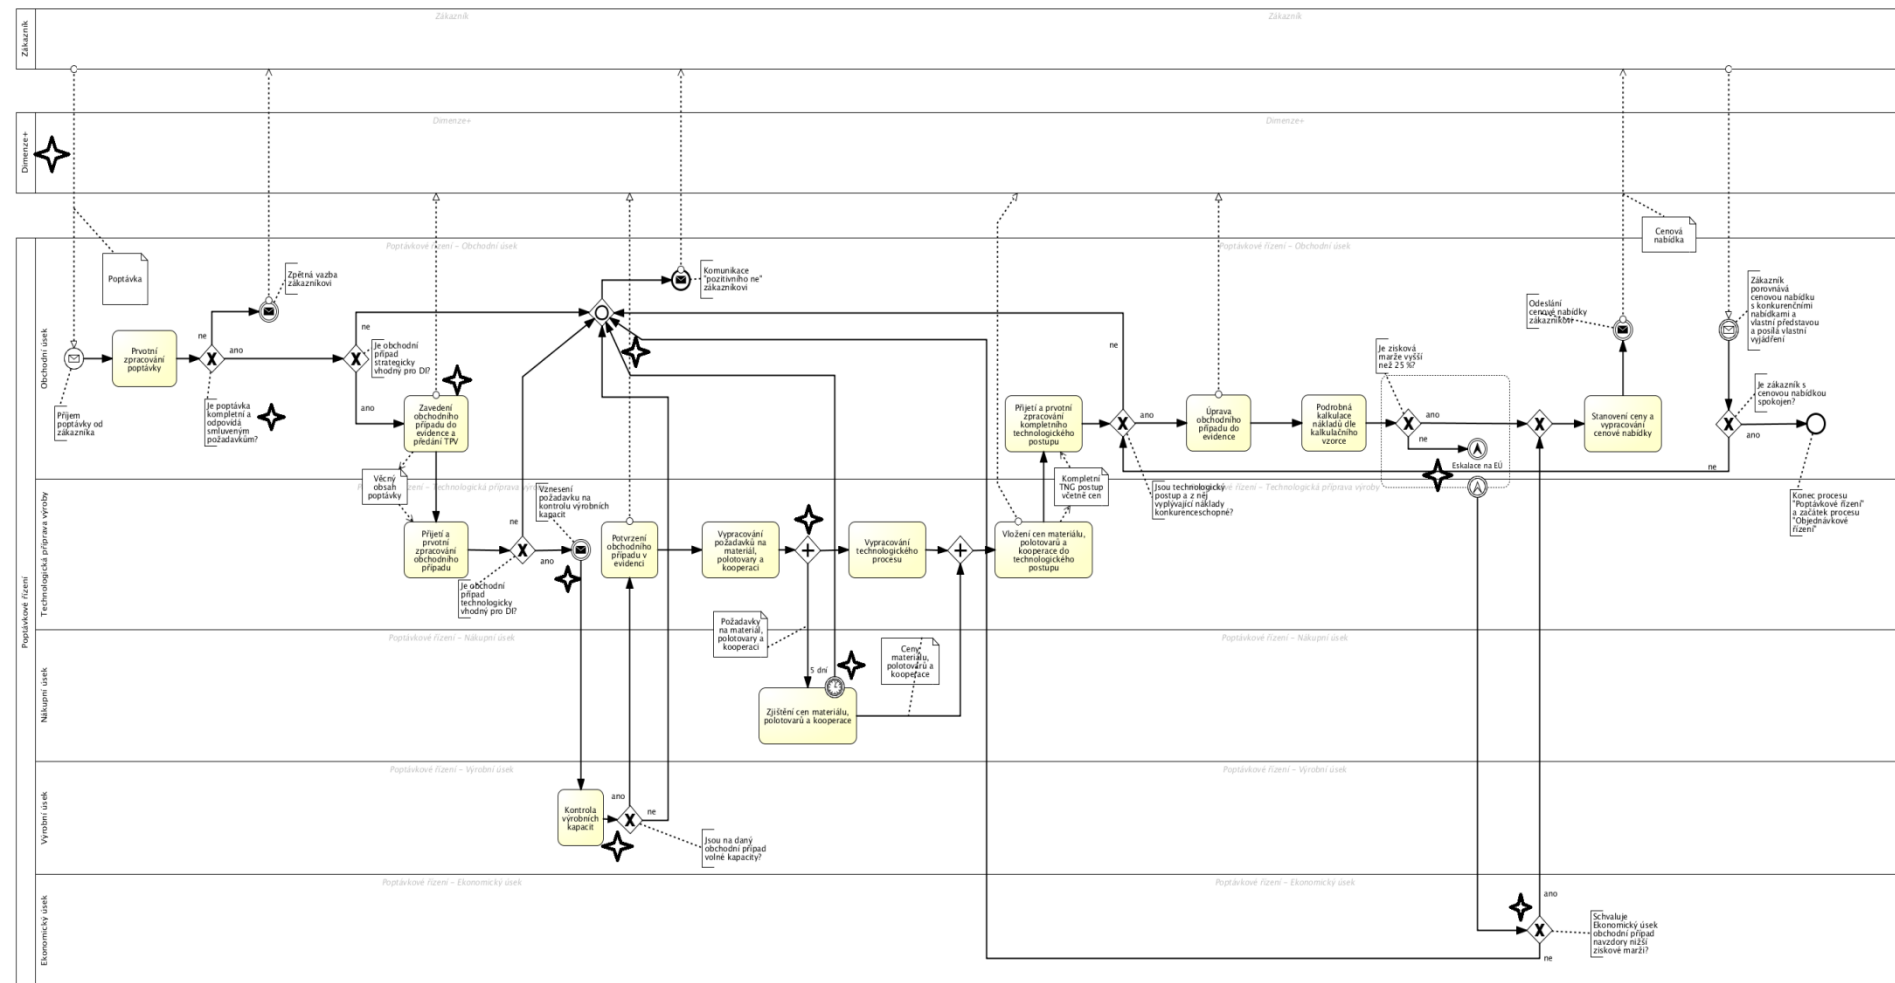 Zákazník
Zákazník
Zákazník
Dimenze+
Dimenze+
Dimenze+
Poptávkové řízení
Poptávkové řízení – Obchodní úsek
Poptávkové řízení – Obchodní úsek
Obchodní úsek
Poptávka
Zpětná vazba
zákazníkovi
Komunikace
"pozitivního ne"
zákazníkovi
Cenová
nabídka
Příjem
poptávky od
zákazníka
Prvotní
zpracování
poptávky
ne
ano
Je poptávka
kompletní a
odpovídá
smluveným
požadavkům?
ne
ano
Je obchodní
případ
strategicky
vhodný pro DI?
Zavedení
obchodního
případu do
evidence a
předání TPV
Věcný
obsah
poptávky
Přijetí a prvotní
zpracování
kompletního
technologického
postupu
ne
ano
Úprava
obchodního
případu do
evidence
Podrobná
kalkulace
nákladů dle
kalkulačního
vzorce
Je zisková
marže vyšší
než 25 %?
ano
ne
Eskalace na EÚ
Stanovení ceny a
vypracování
cenové nabídky
Odeslání
cenové nabídky
zákazníkovi
Zákazník
porovnává
cenovou nabídku
s konkurenčními
nabídkami a
vlastní představou
a posílá vlastní
vyjádření
Je zákazník s
cenovou nabídkou
spokojen?
ano
ne
Konec procesu
"Poptávkové řízení"
a začátek procesu
"Objednávkové
řízení"
Technologická příprava výroby
řízení – Technologická příprava výro
řízení – Technologická příprava výroby
Přijetí a
prvotní
zpracování
obchodního
případu
ne
ano
Je obchodní
případ
technologicky
vhodný pro DI?
Vznesení
požadavku na
kontrolu výrobních
kapacit
Potvrzení
obchodního
případu v
evidenci
Vypracování
požadavků na
materiál,
polotovary a
kooperaci
Vypracování
technologického
procesu
Vložení cen materiálu,
polotovarů a
kooperace do
technologického
postupu
Kompletní
TNG postup
včetně cen
Jsou technologický
postup a z něj
vyplývající náklady
konkurenceschopné?
Nákupní úsek
Poptávkové řízení – Nákupní úsek
Poptávkové řízení – Nákupní úsek
Požadavky
na materiál,
polotovary a
kooperaci
5 dní
Ceny
materiálu,
polotovarů a
kooperace
Zjištění cen materiálu,
polotovarů a kooperace
Výrobní úsek
Poptávkové řízení – Výrobní úsek
Poptávkové řízení – Výrobní úsek
Kontrola
výrobních
kapacit
ano
ne
Jsou na daný
obchodní případ
volné kapacity?
Ekonomický úsek
Poptávkové řízení – Ekonomický úsek
Poptávkové řízení – Ekonomický úsek
ano
ne
Schvaluje
Ekonomický úsek
obchodní případ
navzdory nižší
ziskové marži?